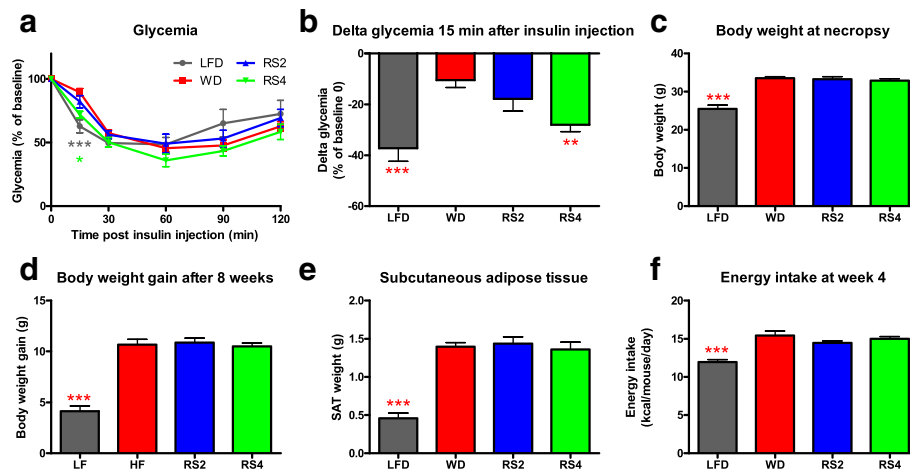 a
Glycemia
LFD
RS2
WD
RS4
Glycemia (% of baseline)
100
50
0
***
*
0
30
60
90
120
Time post insulin injection (min)
b
Delta glycemia 15 min after insulin injection
Delta glycemia
(% of baseline 0)
0
-20
-40
-60
***
**
LFD
WD
RS2
RS4
c
Body weight at necropsy
Body weight (g)
40
30
20
10
0
***
LFD
WD
RS2
RS4
d
Body weight gain after 8 weeks
Body weight gain (g)
15
10
5
0
***
LF
HF
RS2
RS4
e
Subcutaneous adipose tissue
SAT weight (g)
2.0
1.5
1.0
0.5
0.0
***
LFD
WD
RS2
RS4
f
Energy intake at week 4
Energy intake
(kcal/mouse/day)
20
15
10
5
0
***
LFD
WD
RS2
RS4